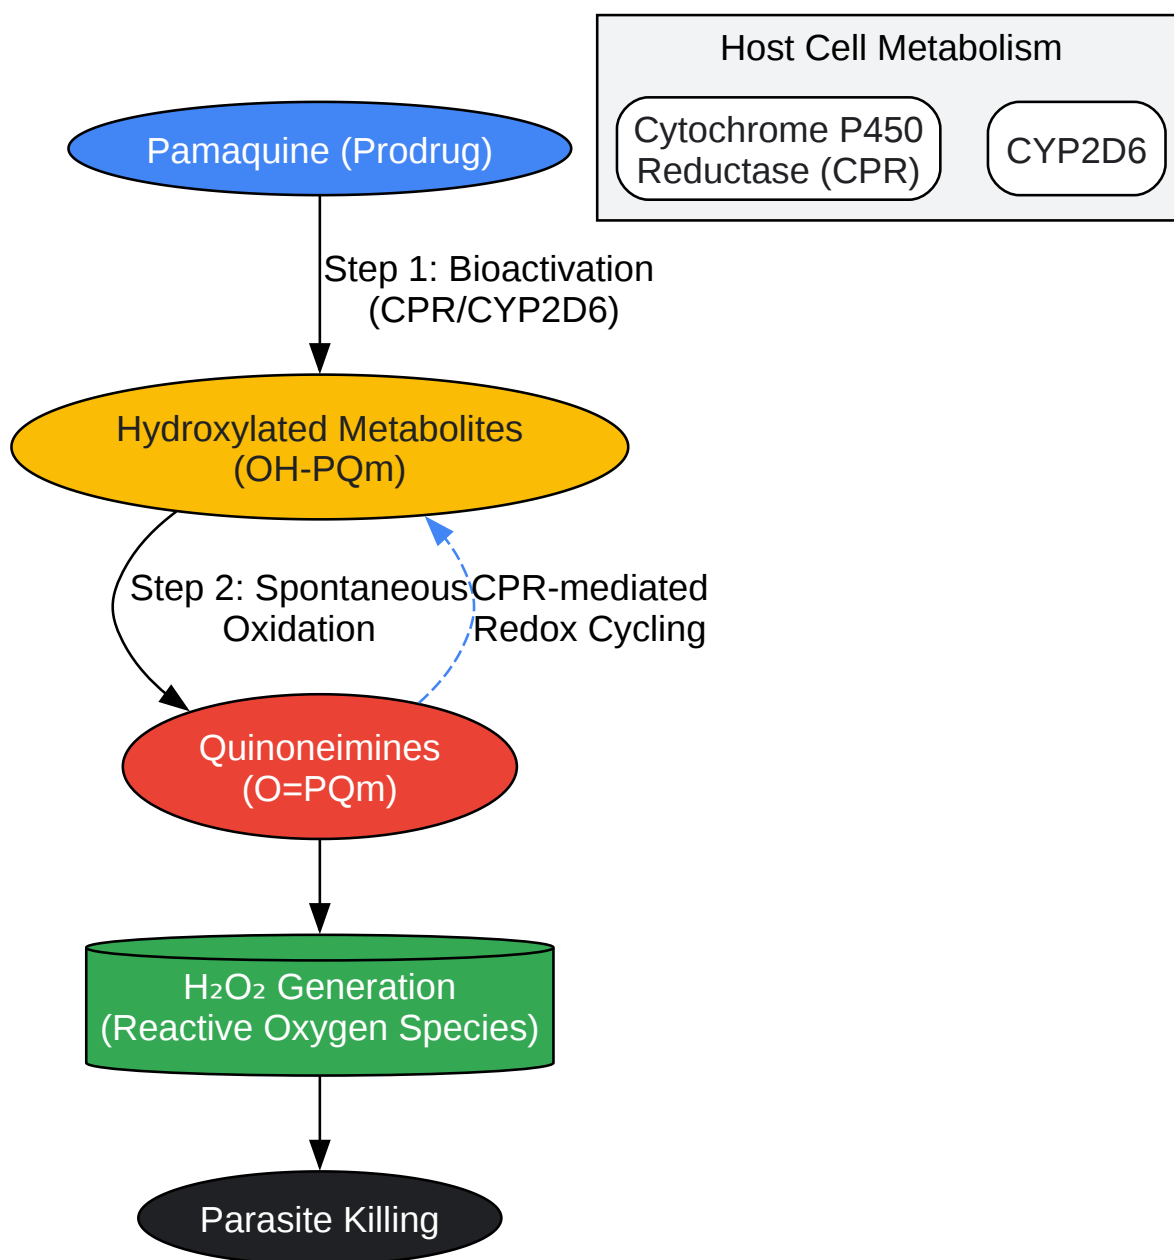 Host Cell Metabolism
Cytochrome P450
Reductase (CPR)
CYP2D6
Pamaquine (Prodrug)
Step 1: Bioactivation
(CPR/CYP2D6)
Hydroxylated Metabolites
(OH-PQm)
Step 2: Spontaneous
Oxidation
CPR-mediated
Redox Cycling
Quinoneimines
(O=PQm)
H₂O₂ Generation
(Reactive Oxygen Species)
Parasite Killing